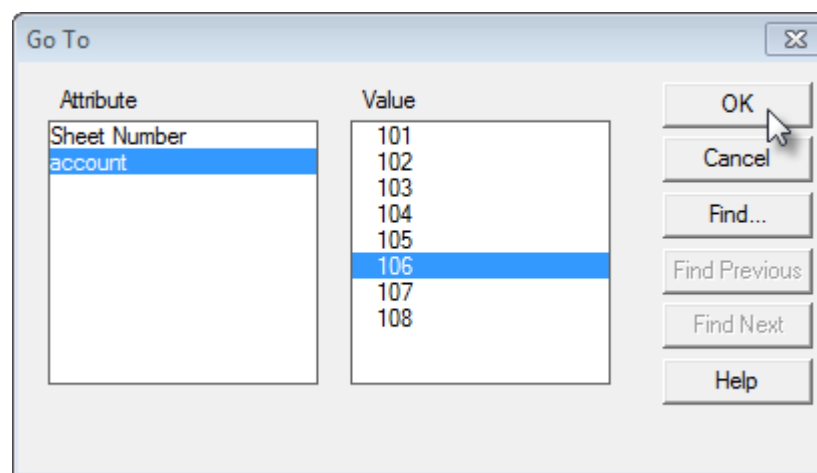 Go To
Attribute
Sheet Number
account
Value
101
102
103
104
105
106
107
108
OK
Cancel
Find...
Find Previous
Find Next
Help